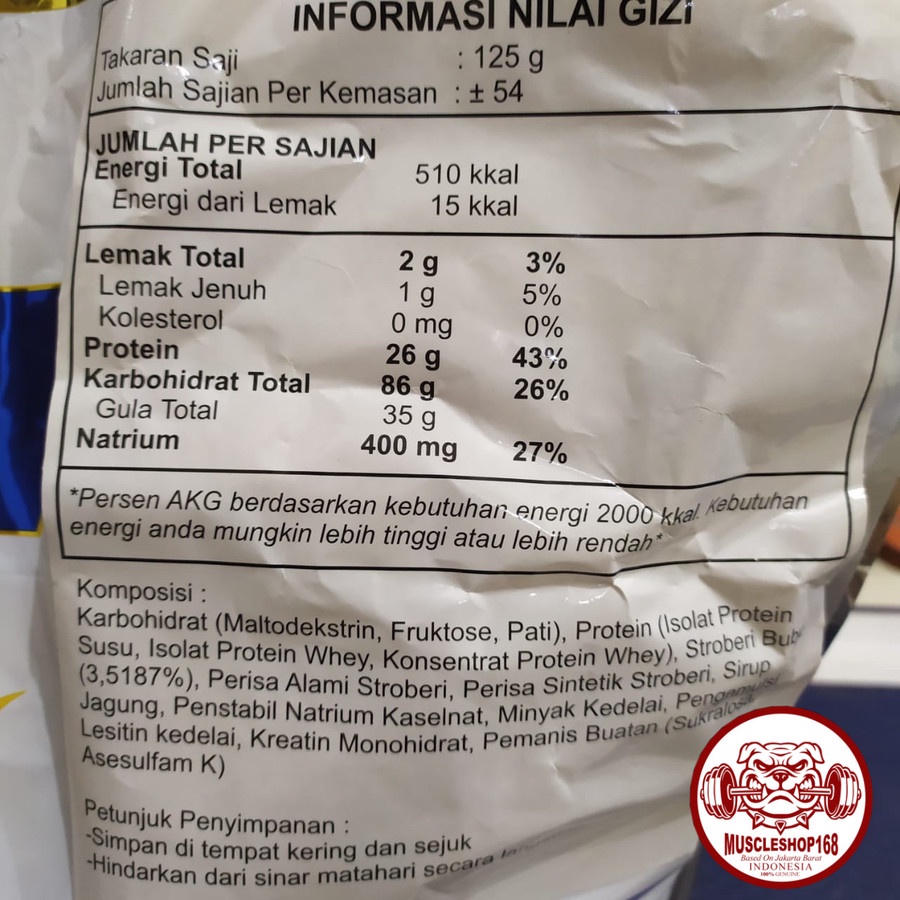 INFORMASI NILAI GIZI
Takaran Saji : 125 g
Jumlah Sajian Per Kemasan : ± 54
JUMLAH PER SAJIAN
Energi Total 510 kkal
Energi dari Lemak 15 kkal
Lemak Total 2 g 3%
Lemak Jenuh 1 g 5%
Kolesterol 0 mg 0%
Protein 26 g 43%
Karbohidrat Total 86 g 26%
Gula Total 35 g
Natrium 400 mg 27%
*Persen AKG berdasarkan kebutuhan energi 2000 kkal. Kebutuhan
energi anda mungkin lebih tinggi atau lebih rendah*
Komposisi :
Karbohidrat (Maltodekstrin, Fruktose, Pati), Protein (Isolat Protein
Susu, Isolat Protein Whey, Konsentrat Protein Whey), Stroberi
(3,5187%), Perisa Alami Stroberi, Perisa Sintetik Stroberi, Sirup
Jagung, Penstabil Natrium Kaselnat, Minyak Kedelai, Pengemulsi
Lesitin kedelai, Kreatin Monohidrat, Pemanis Buatan (Sukralosa
Asesulfam K)
Petunjuk Penyimpanan :
-Simpan di tempat kering dan sejuk
-Hindarkan dari sinar matahari secara
MUSCLESHOP168
Based On Jakarta Barat
INDONESIA
100% GENUINE